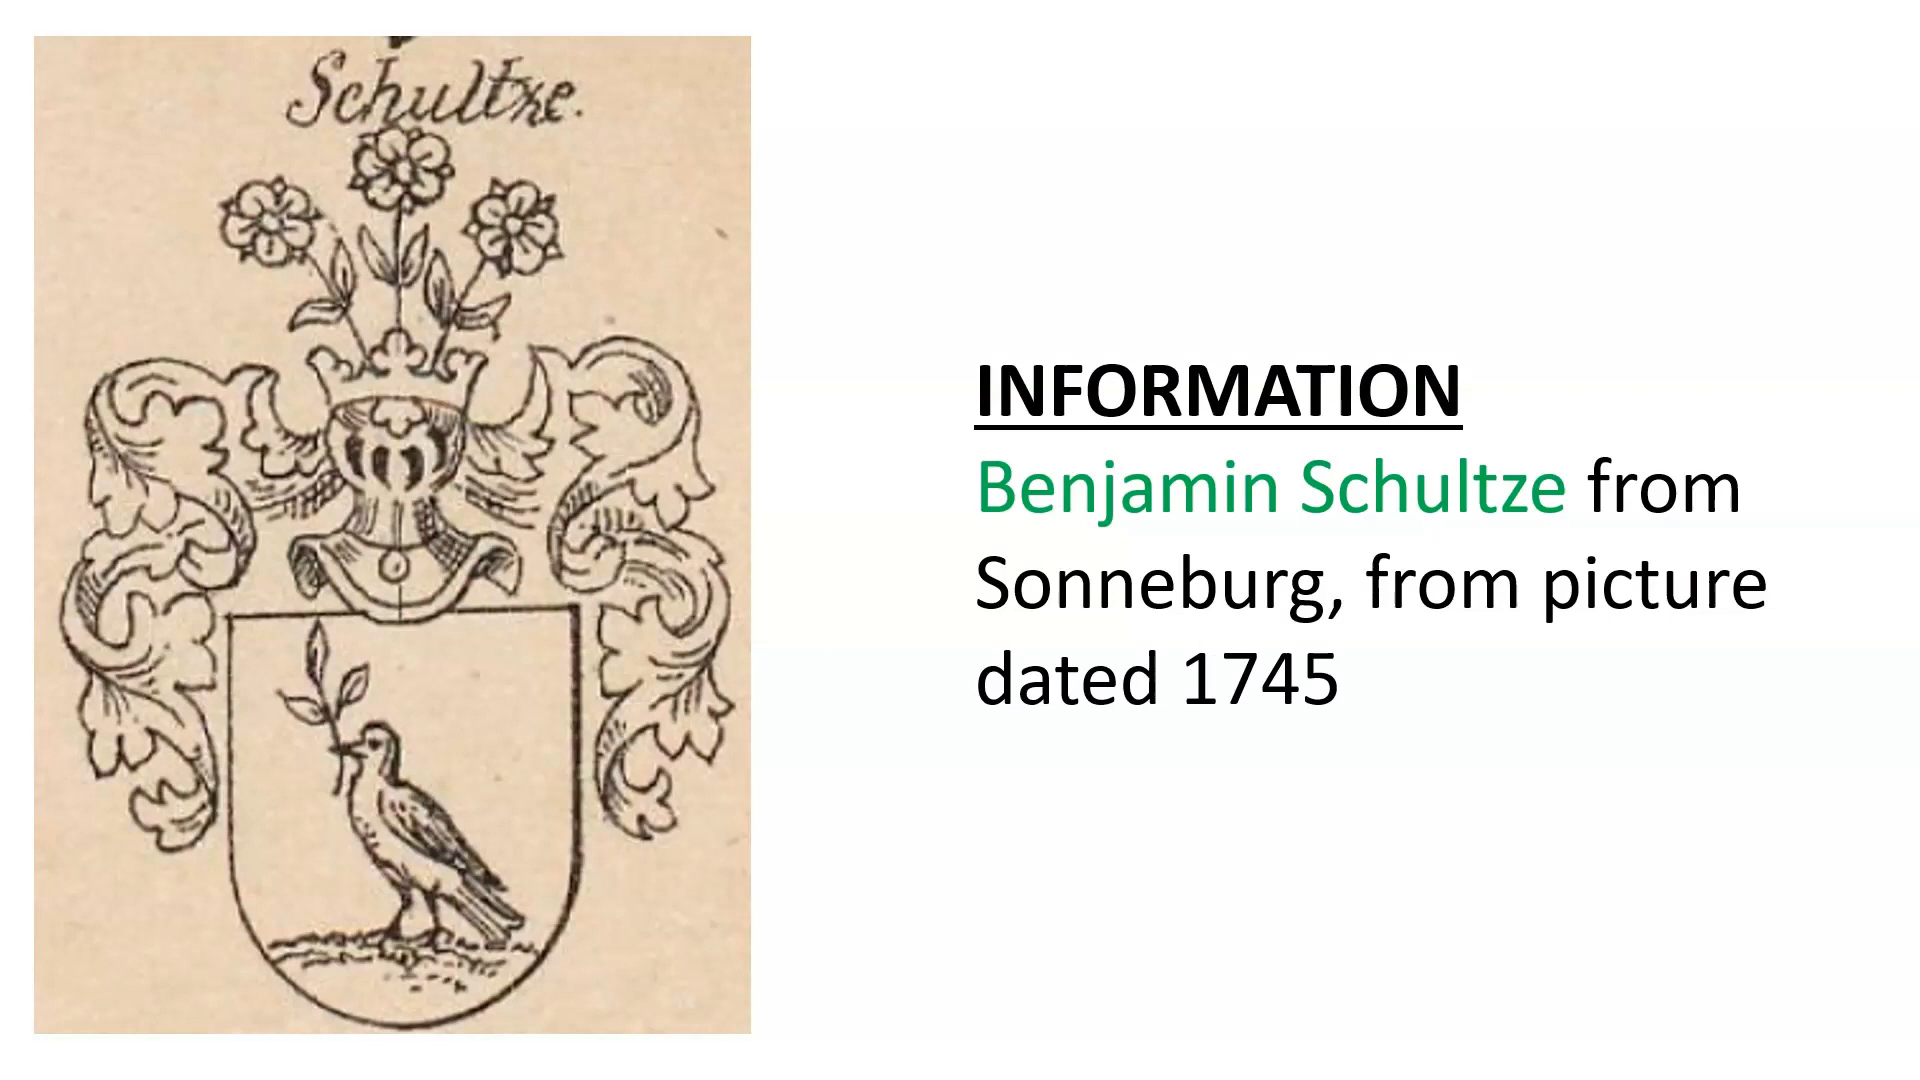 Schultze.
INFORMATION
Benjamin Schultze from
Sonneburg, from picture
dated 1745